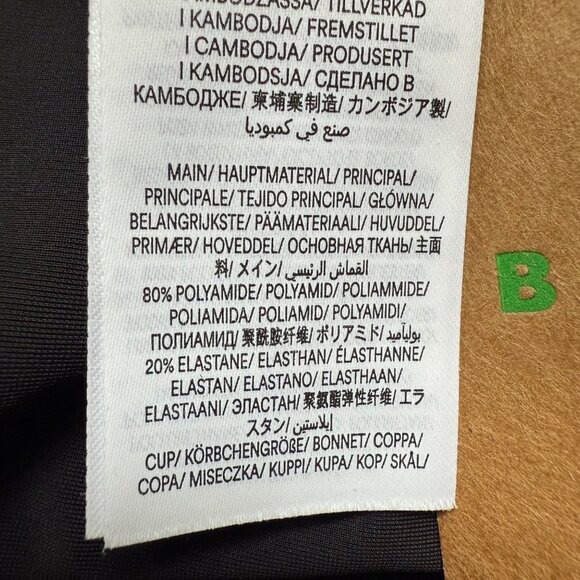 KAMBODZASSA/ TILLVERKAD
I KAMBODJA/ FREMSTILLET
I CAMBODJA/ PRODUSERT
I KAMBODSJA/ СДЕЛАНО В
КАМБОДЖЕ/ 柬埔寨制造/ カンボジア製/
صنع في كمبوديا
MAIN/ HAUPTMATERIAL/ PRINCIPAL/
PRINCIPALE/ TEJIDO PRINCIPAL/ GŁÓWNA/
BELANGRIJKSTE/ PÄÄMATERIAALI/ HUVUDDEL/
PRIMÆR/ HOVEDDEL/ ОСНОВНАЯ ТКАНЬ/ 主面
料/ メイン/ القماش الرئيسي/
80% POLYAMIDE/ POLYAMID/ POLIAMMIDE/
POLIAMIDA/ POLIAMID/ POLYAMIDI/
ПОЛИАМИД/ 聚酰胺纤维/ ポリアミド/ بوليآميد/
20% ELASTANE/ ELASTHAN/ ÉLASTHANNE/
ELASTAN/ ELASTANO/ ELASTHAAN/
ELASTAANI/ ЭЛАСТАН/ 聚氨酯弹性纤维/ エラ
スタン/ إيلاستين/
CUP/ KÖRBCHENGRÖßE/ BONNET/ COPPA/
COPA/ MISECZKA/ KUPPI/ KUPA/ KOP/ SKÅL/
B